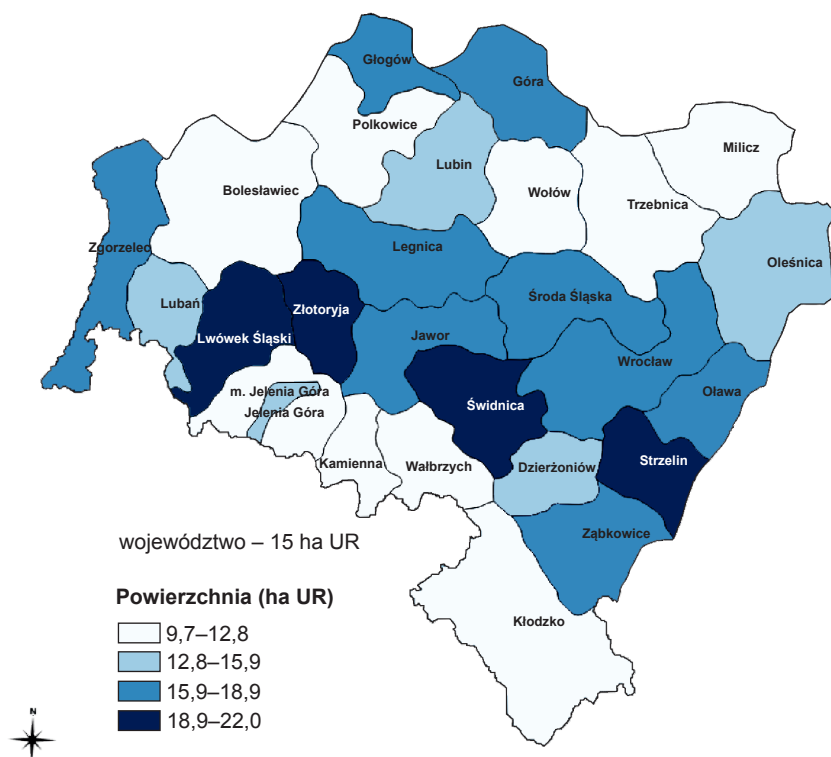 Głogów
Góra
Polkowice
Milicz
Lubin
Bolesławiec
Wołów
Trzebnica
Zgorzelec
Legnica
Oleśnica
Lubań
Środa Śląska
Złotoryja
Lwówek Śląski
Jawor
Wrocław
Oława
m. Jelenia Góra
Jelenia Góra
Świdnica
Kamienna
Wałbrzych
Dzierżoniów
Strzelin
Ząbkowice
Kłodzko
województwo – 15 ha UR
Powierzchnia (ha UR)
9,7–12,8
12,8–15,9
15,9–18,9
18,9–22,0
N